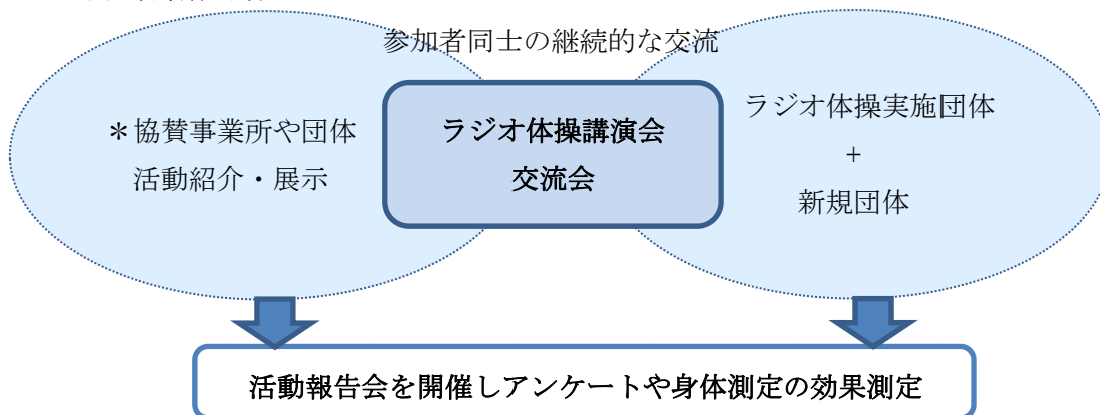 参加者同士の継続的な交流
＊協賛事業所や団体
活動紹介・展示
ラジオ体操講演会
交流会
ラジオ体操実施団体
+
新規団体
活動報告会を開催しアンケートや身体測定の効果測定